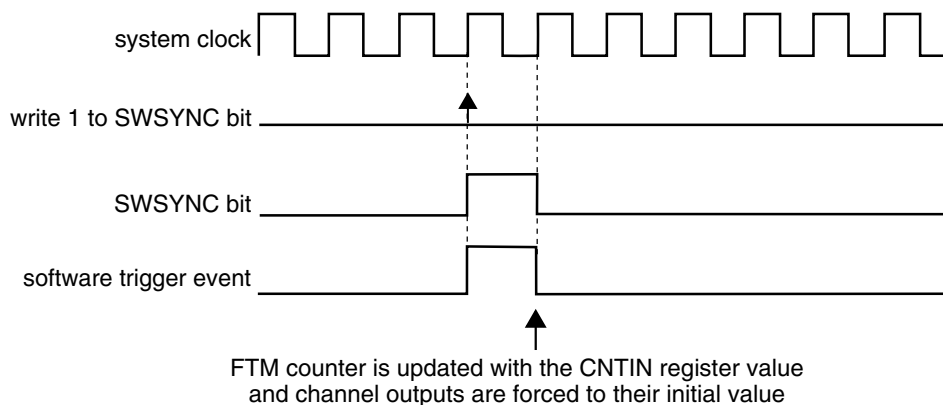 system clock
write 1 to SWSYNC bit
SWSYNC bit
software trigger event
FTM counter is updated with the CNTIN register value
and channel outputs are forced to their initial value